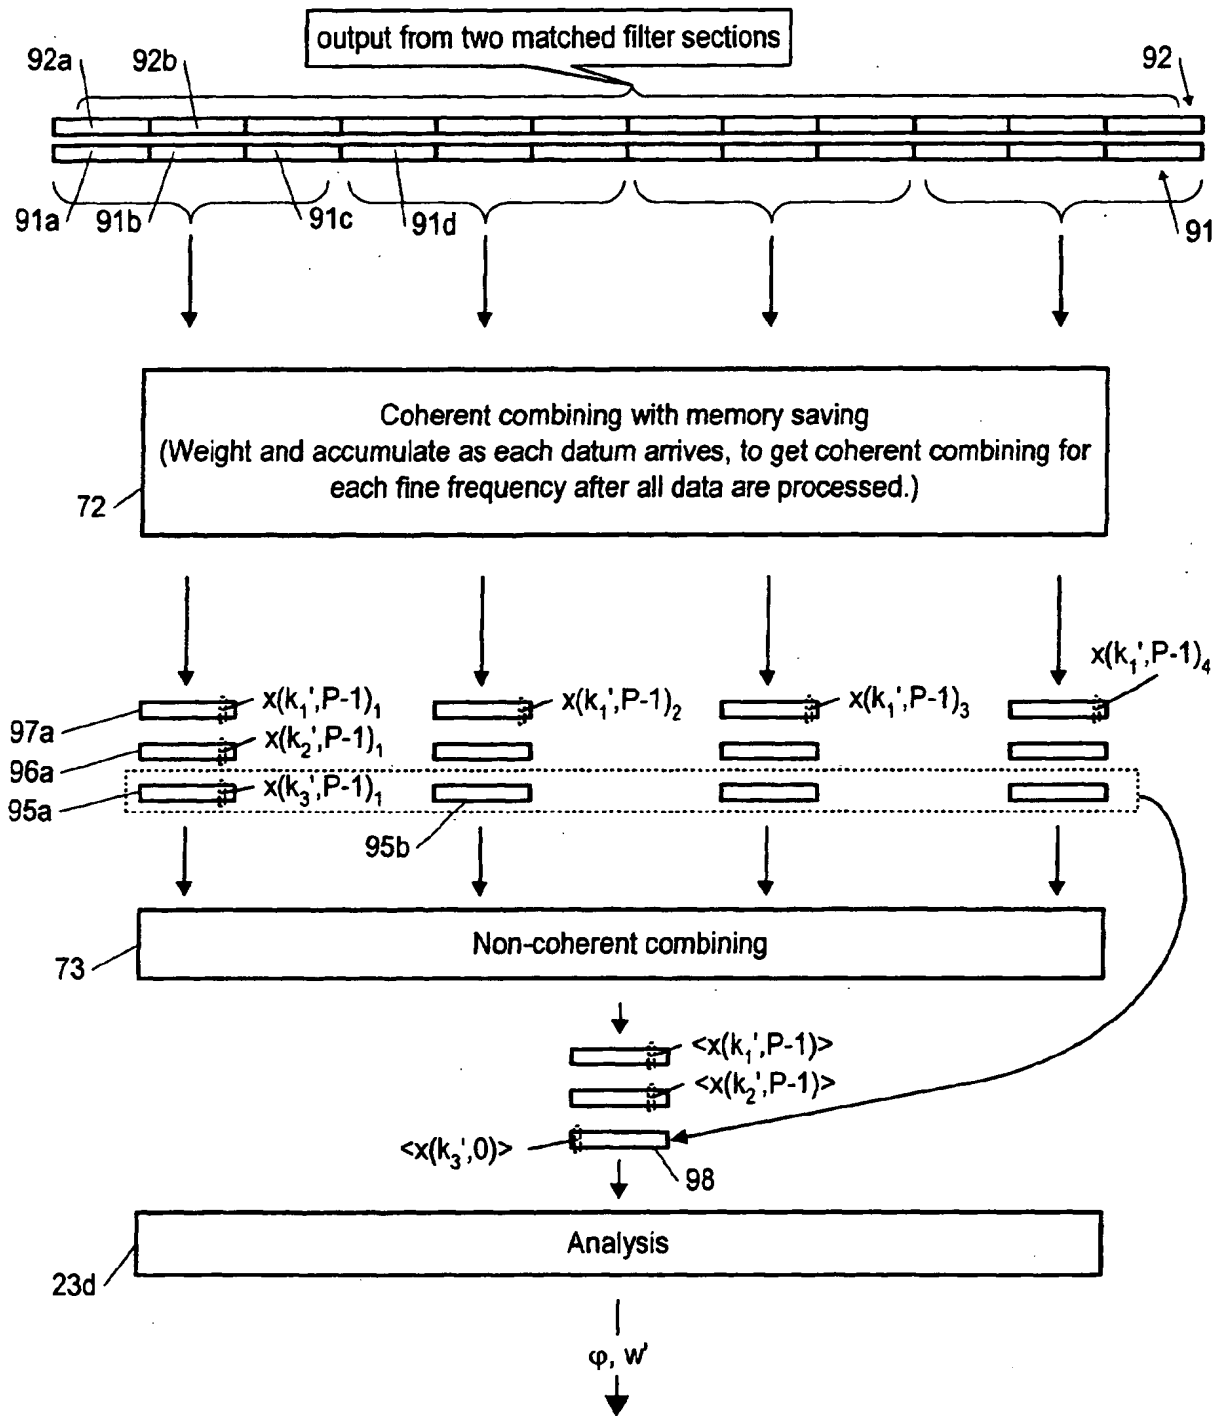 output from two matched filter sections
92a
92b
92
91a
91b
91c
91d
91
Coherent combining with memory saving
(Weight and accumulate as each datum arrives, to get coherent combining for
each fine frequency after all data are processed.)
72
x(k₁',P-1)₁
x(k₁',P-1)₂
x(k₁',P-1)₃
x(k₁',P-1)₄
97a
x(k₂',P-1)₁
96a
x(k₃',P-1)₁
95a
95b
Non-coherent combining
73
<x(k₁',P-1)>
<x(k₂',P-1)>
<x(k₃',0)>
98
Analysis
23d
φ, w'